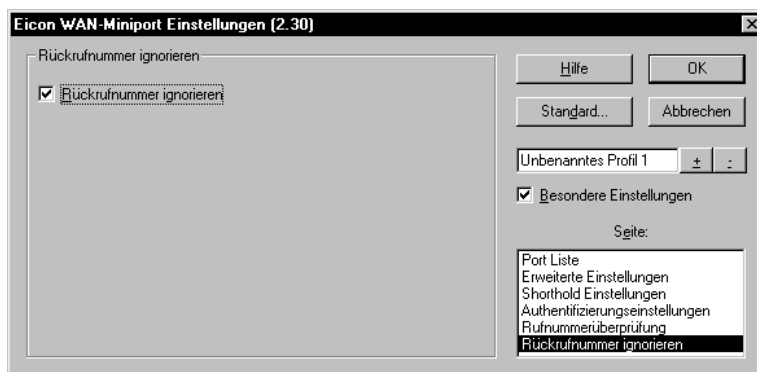 Eicon WAN-Miniport Einstellungen (2.30)
Rückrufnummer ignorieren
Rückrufnummer ignorieren
Hilfe
OK
Standard...
Abbrechen
Unbenanntes Profil 1
+
-
Besondere Einstellungen
Seite:
Port Liste
Erweiterte Einstellungen
Shorthold Einstellungen
Authentifizierungseinstellungen
Rufnummerüberprüfung
Rückrufnummer ignorieren